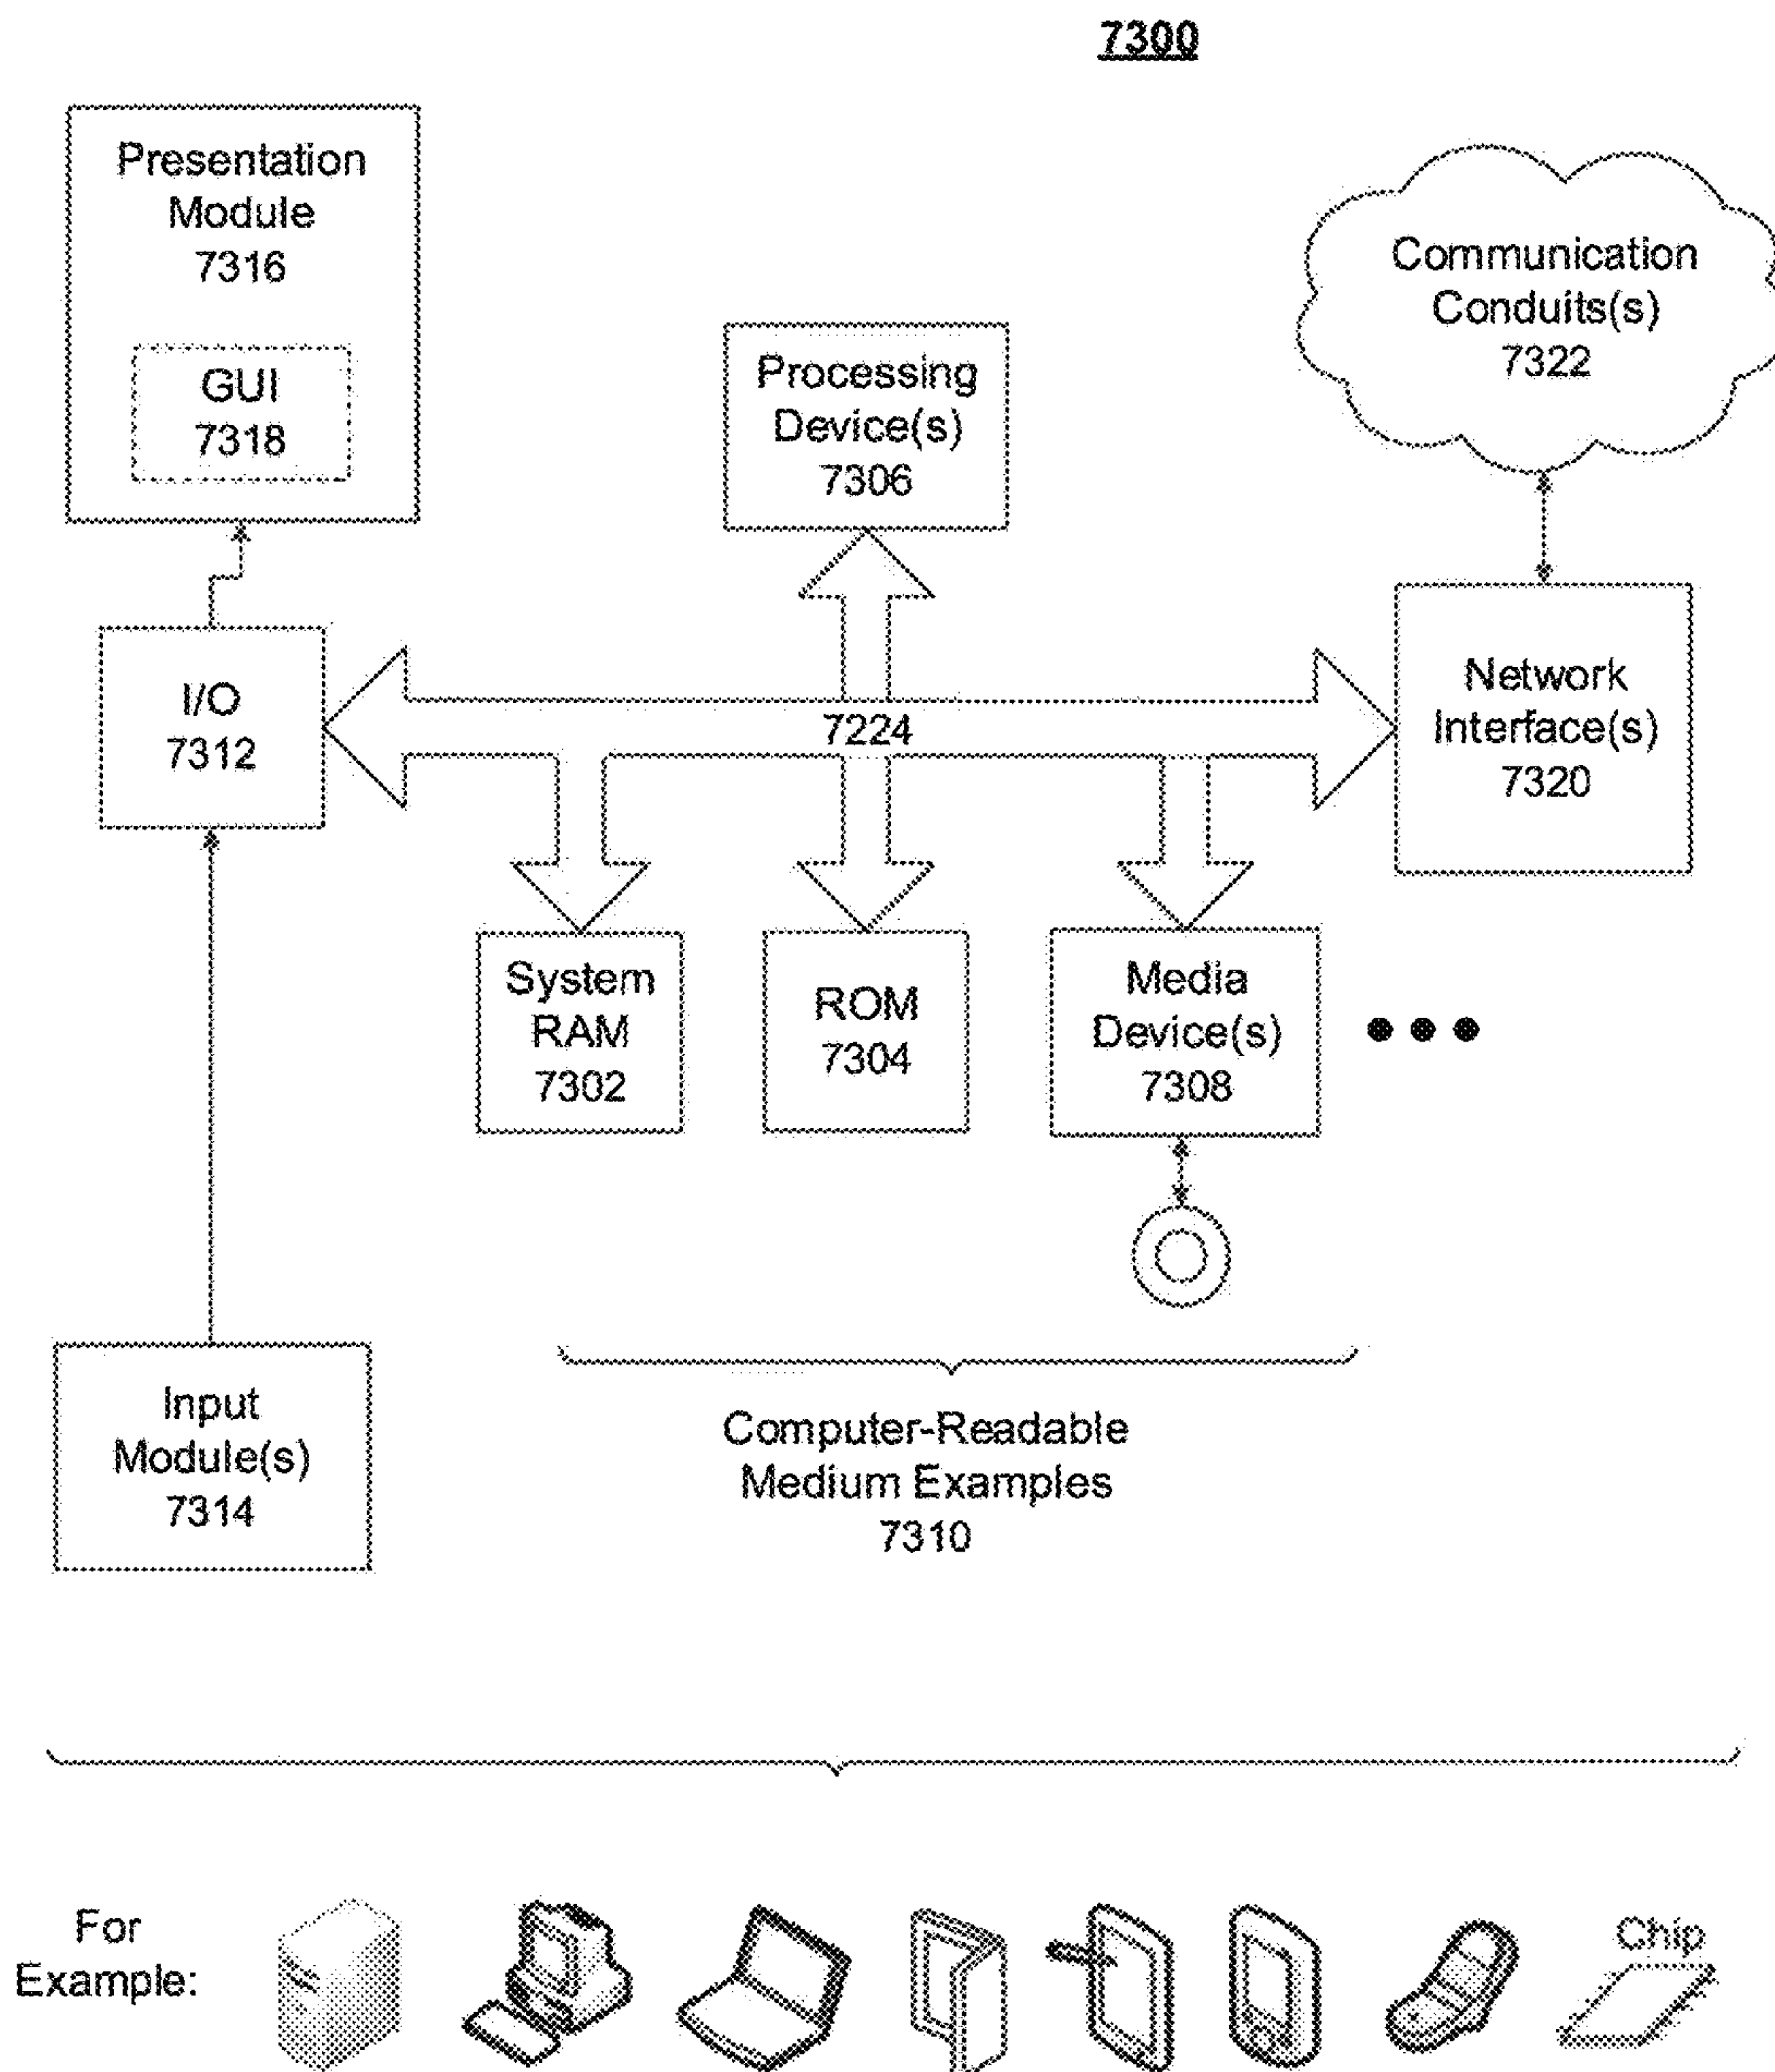 7300
Presentation
Module
7316
GUI
7318
Communication
Conduits(s)
7322
Processing
Device(s)
7306
I/O
7312
7224
Network
Interface(s)
7320
System
RAM
7302
ROM
7304
Media
Device(s)
7308
Input
Module(s)
7314
Computer-Readable
Medium Examples
7310
For
Example:
Chip